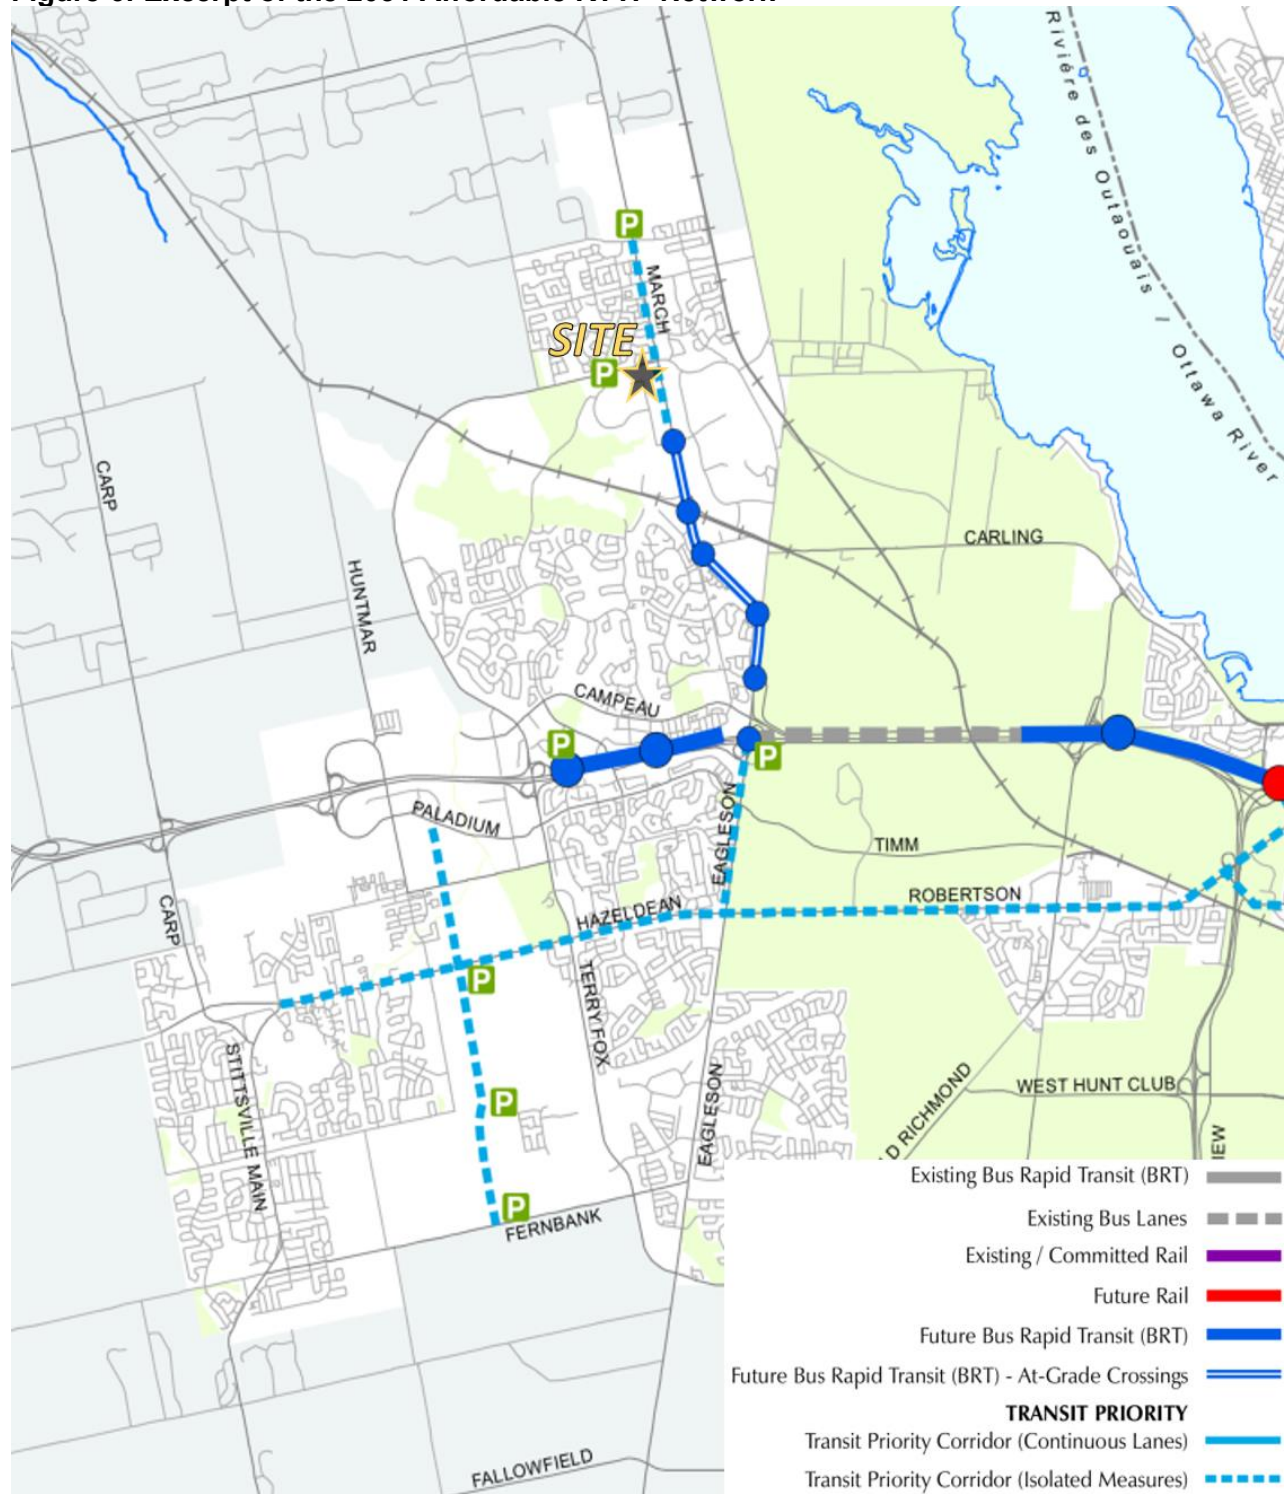 P
MARCH
SITE
P
Rivière des Outaouais / Ottawa River
CARP
CARLING
HUNTMAR
CAMPEAU
P
P
PALADIUM
EAGLESON
TIMM
ROBERTSON
HAZELDEAN
CARP
P
TERRY FOX
STITTSVILLE MAIN
P
EAGLESON
WEST HUNT CLUB
LD RICHMOND
IEW
P
FERNBANK
FALLOWFIELD
Existing Bus Rapid Transit (BRT)
Existing Bus Lanes
Existing / Committed Rail
Future Rail
Future Bus Rapid Transit (BRT)
Future Bus Rapid Transit (BRT) - At-Grade Crossings
TRANSIT PRIORITY
Transit Priority Corridor (Continuous Lanes)
Transit Priority Corridor (Isolated Measures)